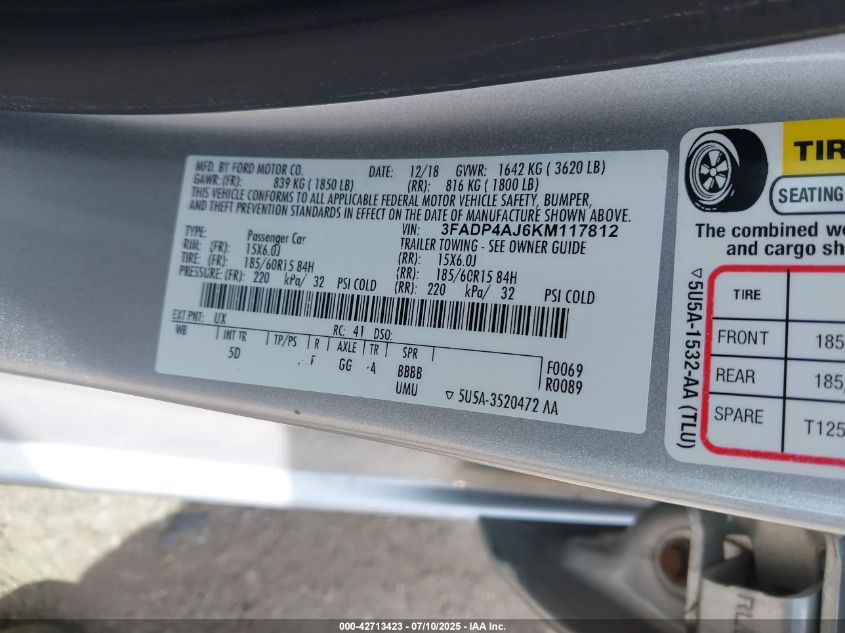 MFD. BY FORD MOTOR CO. DATE: 12/18 GVWR: 1642 KG ( 3620 LB)
GAWR: (FR): 839 KG ( 1850 LB) (RR): 816 KG ( 1800 LB)
THIS VEHICLE CONFORMS TO ALL APPLICABLE FEDERAL MOTOR VEHICLE SAFETY, BUMPER,
AND THEFT PREVENTION STANDARDS IN EFFECT ON THE DATE OF MANUFACTURE SHOWN ABOVE.
VIN: 3FADP4AJ6KM117812
TYPE: Passenger Car TRAILER TOWING - SEE OWNER GUIDE
RIM: (FR): 15X6.0J (RR): 15X6.0J
TIRE: (FR): 185/60R15 84H (RR): 185/60R15 84H
PRESSURE: (FR): 220 kPa/ 32 PSI COLD (RR): 220 kPa/ 32 PSI COLD
EXT PNT: UX RC: 41 DSO:
WB INT TR TP/PS R AXLE TR SPR
5D GG 4 BBBB F0069
UMU R0089
5U5A-3520472 AA
TIR
SEATING
The combined
and cargo
TIRE
FRONT 185
REAR 185
SPARE T125
5U5A-1532-AA (TLU)
000-42713423 - 07/10/2025 - IAA Inc.